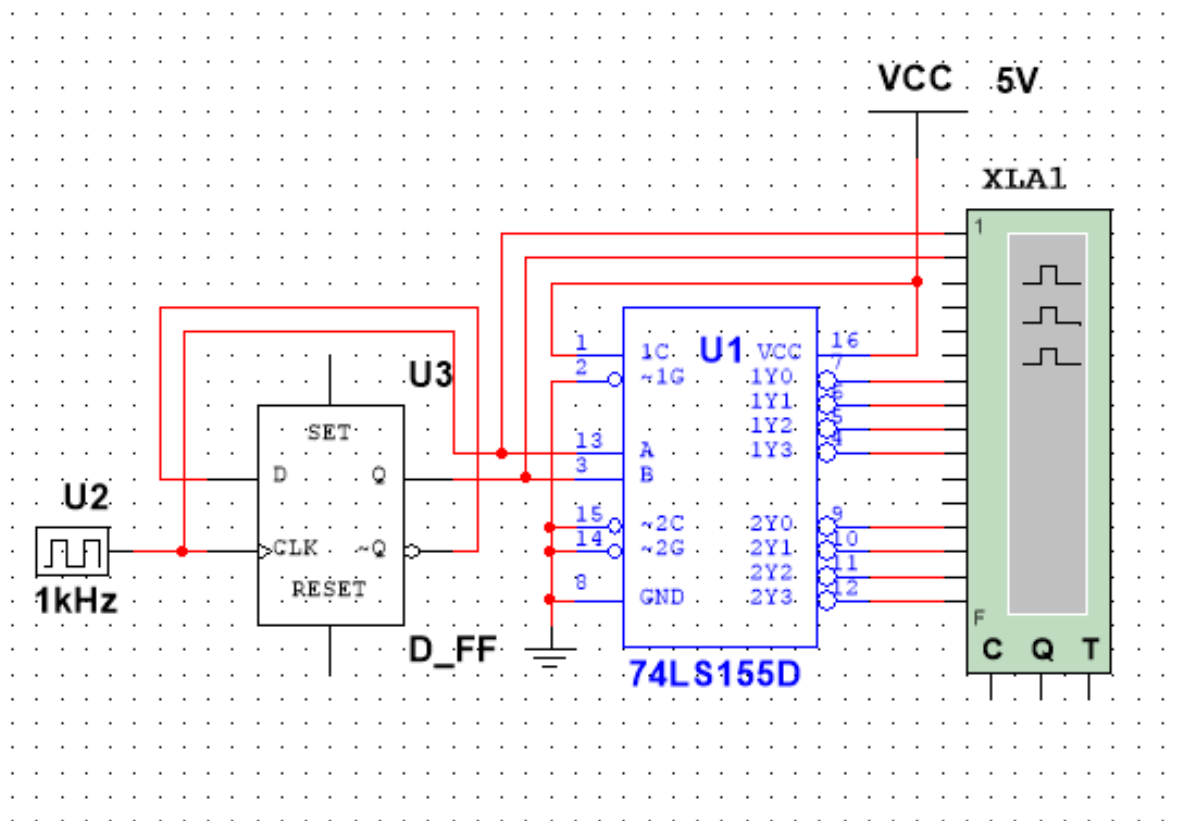 VCC 5V
XLA1
1
U1
1 1C VCC 16
2 ~1G 1Y0 7
1Y1 6
1Y2 5
13 A 1Y3 4
3 B
15 ~2C 2Y0 9
14 ~2G 2Y1 10
2Y2 11
8 GND 2Y3 12
74LS155D
F
C Q T
U3
SET
D Q
CLK ~Q
RESET
D_FF
U2
1kHz